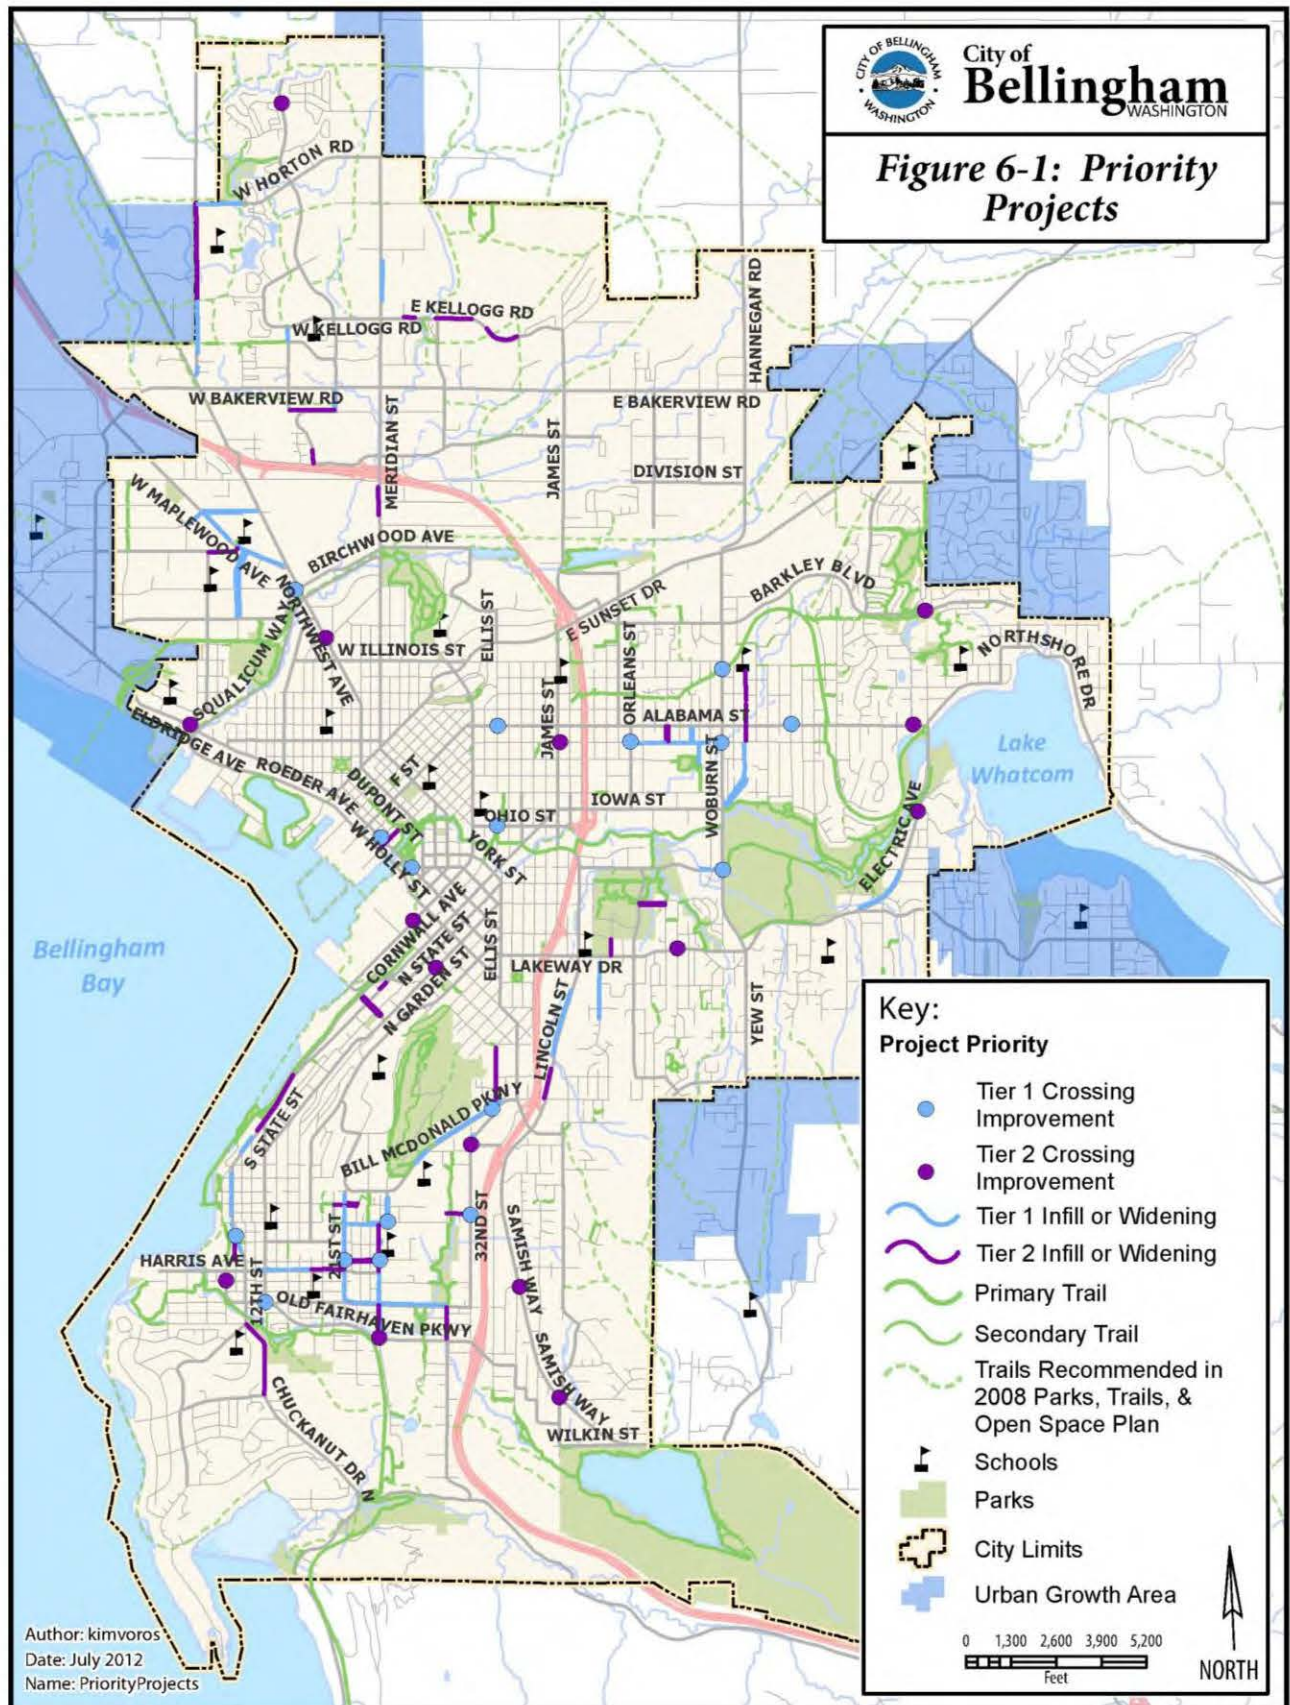 CITY OF BELLINGHAM
WASHINGTON
City of
Bellingham
WASHINGTON
Figure 6-1: Priority
Projects
W HORTON RD
HANNEGAN RD
E KELLOGG RD
W KELLOGG RD
W BAKERVIEW RD
E BAKERVIEW RD
MERIDIAN ST
JAMES ST
DIVISION ST
W MAPLEWOOD AVE
BIRCHWOOD AVE
BARKLEY BLVD
NORTHWEST AVE
SQUALICUM WAY
ELLIS ST
E SUNSET DR
ORLEANS ST
W ILLINOIS ST
NORTHSHORE DR
JAMES ST
ALABAMA ST
ELDRIDGE AVE
ROEDER AVE
DUPONT ST
F ST
WOBURN ST
Lake
Whatcom
IOWA ST
OHIO ST
W HOLLY ST
YORK ST
ELECTRIC AVE
Bellingham
Bay
CORNWALL AVE
N STATE ST
N GARDEN ST
ELLIS ST
LAKEWAY DR
LINCOLN ST
YEW ST
S STATE ST
BILL MCDONALD PKWY
21ST ST
32ND ST
SAMISH WAY
HARRIS AVE
12TH ST
OLD FAIRHAVEN PKWY
SAMISH WAY
CHUCKANUT DR N
WILKIN ST
Key:
Project Priority
Tier 1 Crossing
Improvement
Tier 2 Crossing
Improvement
Tier 1 Infill or Widening
Tier 2 Infill or Widening
Primary Trail
Secondary Trail
Trails Recommended in
2008 Parks, Trails, &
Open Space Plan
Schools
Parks
City Limits
Urban Growth Area
0 1,300 2,600 3,900 5,200
Feet
NORTH
Author: kimvoros
Date: July 2012
Name: PriorityProjects